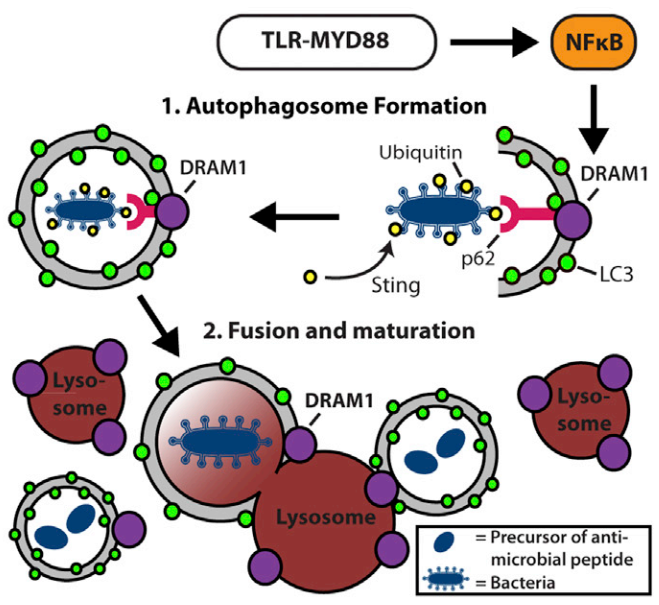 TLR-MYD88
NFκB
1. Autophagosome Formation
DRAM1
Ubiquitin
DRAM1
p62
LC3
Sting
2. Fusion and maturation
Lyso-
some
DRAM1
Lyso-
some
Lysosome
= Precursor of anti-
microbial peptide
= Bacteria